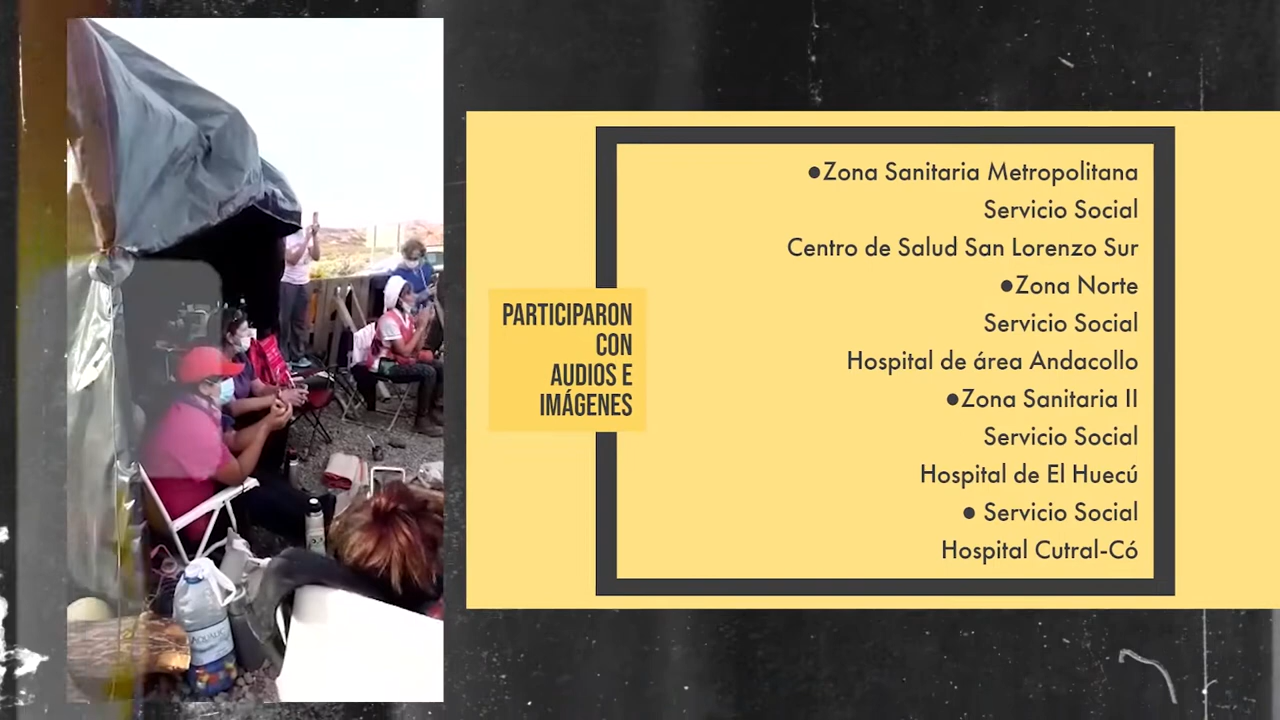 PARTICIPARON
CON
AUDIOS E
IMÁGENES
●Zona Sanitaria Metropolitana
Servicio Social
Centro de Salud San Lorenzo Sur
●Zona Norte
Servicio Social
Hospital de área Andacollo
●Zona Sanitaria II
Servicio Social
Hospital de El Huecú
● Servicio Social
Hospital Cutral-Có